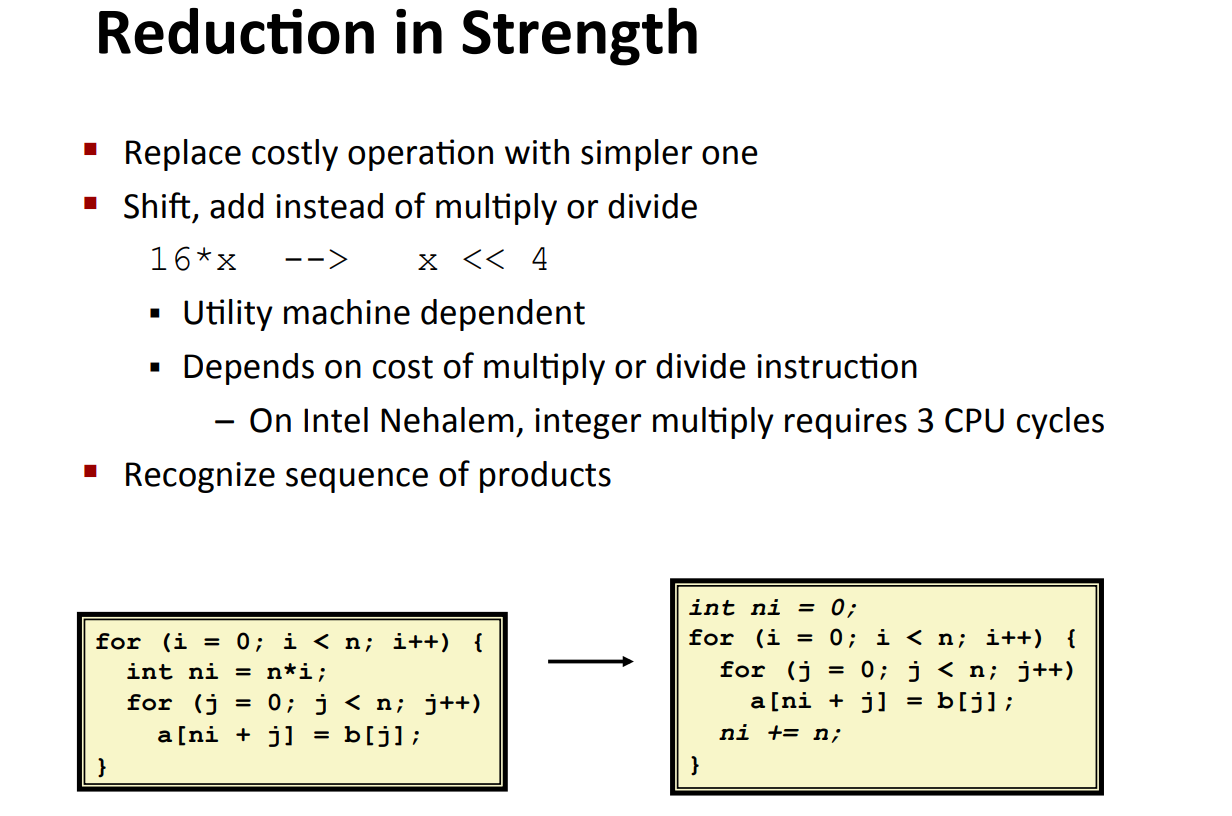 Reduction in Strength
▪ Replace costly operation with simpler one
▪ Shift, add instead of multiply or divide
16*x --> x << 4
▪ Utility machine dependent
▪ Depends on cost of multiply or divide instruction
– On Intel Nehalem, integer multiply requires 3 CPU cycles
▪ Recognize sequence of products
for (i = 0; i < n; i++) {
  int ni = n*i;
  for (j = 0; j < n; j++)
    a[ni + j] = b[j];
}
int ni = 0;
for (i = 0; i < n; i++) {
  for (j = 0; j < n; j++)
    a[ni + j] = b[j];
  ni += n;
}